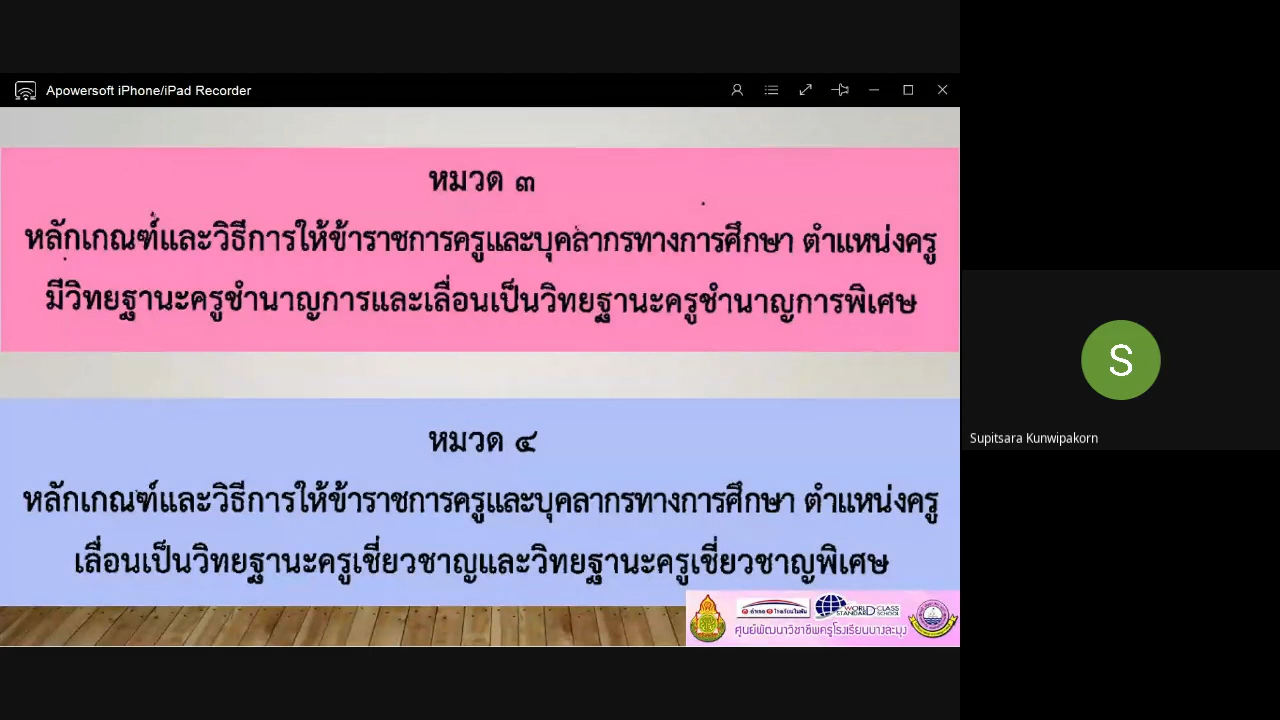 Apowersoft iPhone/iPad Recorder
หมวด ๓
หลักเกณฑ์และวิธีการให้ข้าราชการครูและบุคลากรทางการศึกษา ตำแหน่งครู
มีวิทยฐานะครูชำนาญการและเลื่อนเป็นวิทยฐานะครูชำนาญการพิเศษ
หมวด ๔
หลักเกณฑ์และวิธีการให้ข้าราชการครูและบุคลากรทางการศึกษา ตำแหน่งครู
เลื่อนเป็นวิทยฐานะครูเชี่ยวชาญและวิทยฐานะครูเชี่ยวชาญพิเศษ
WORLD-CLASS
STANDARD SCHOOL
ศูนย์พัฒนาวิชาชีพครูโรงเรียนบางละมุง
S
Supitsara Kunwipakorn